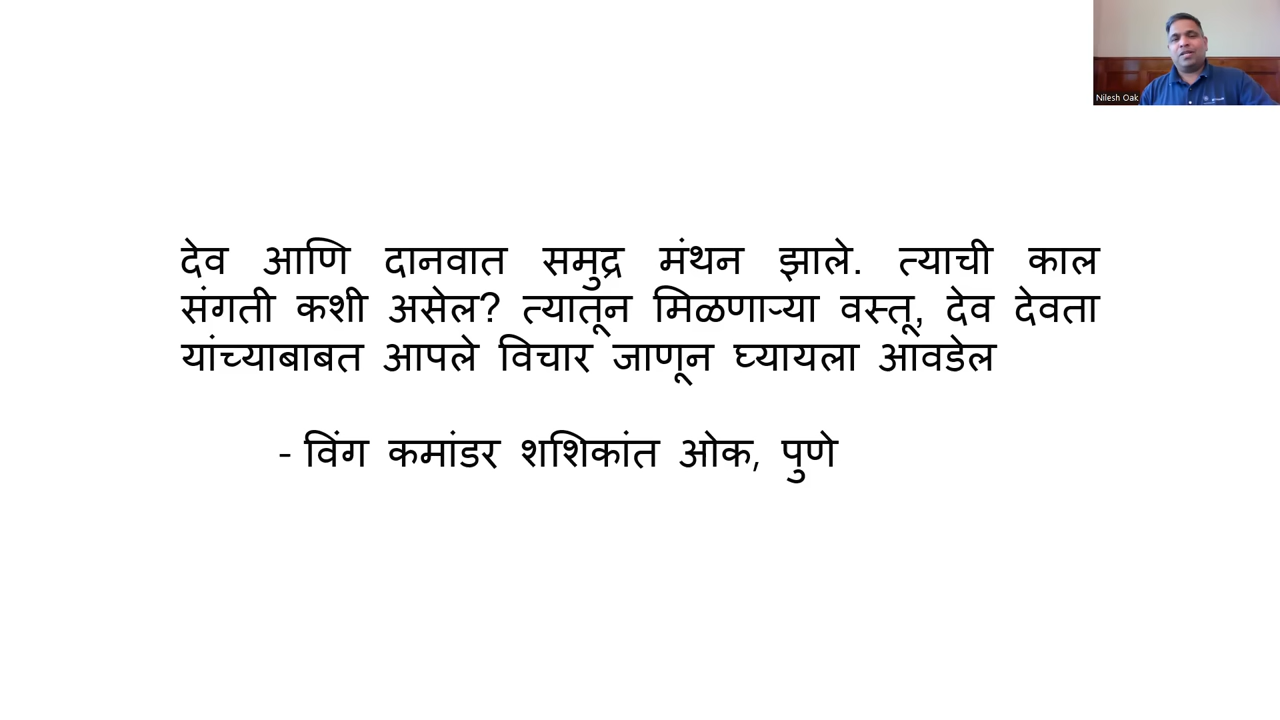 Nilesh Oak
देव आणि दानवात समुद्र मंथन झाले. त्याची काल
संगती कशी असेल? त्यातून मिळणाऱ्या वस्तू, देव देवता
यांच्याबाबत आपले विचार जाणून घ्यायला आवडेल
- विंग कमांडर शशिकांत ओक, पुणे